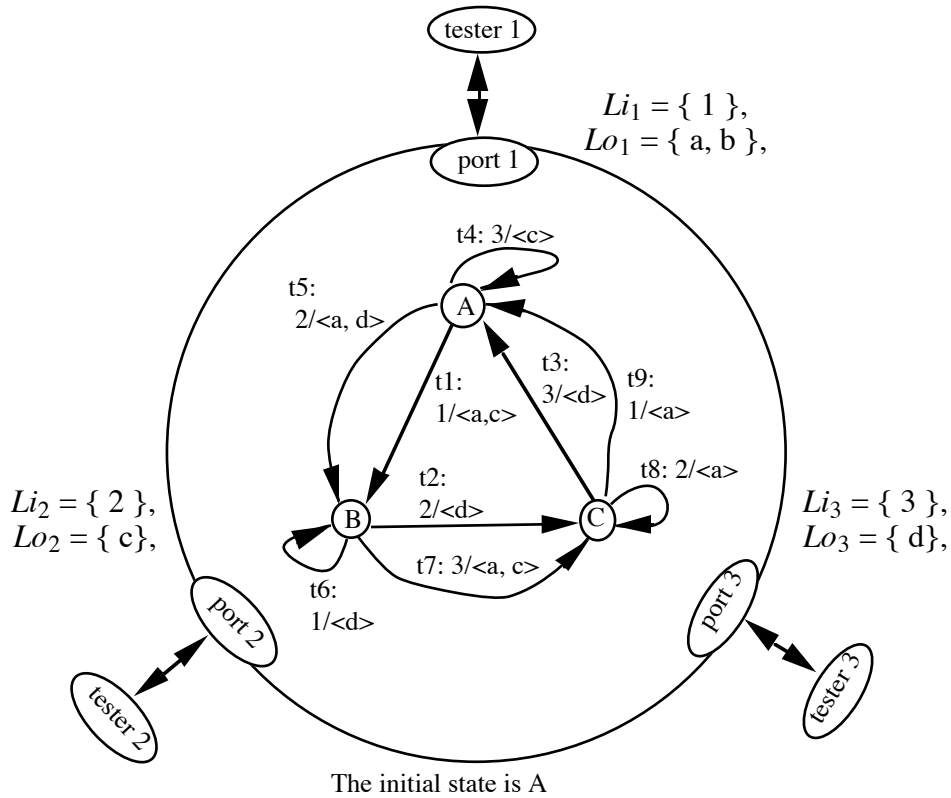 tester 1
Li1 = { 1 },
Lo1 = { a, b },
port 1
t4: 3/<c>
t5:
2/<a, d>
A
t1:
1/<a,c>
t3:
3/<d>
t9:
1/<a>
t8: 2/<a>
t2:
2/<d>
B
C
t7: 3/<a, c>
t6:
1/<d>
Li2 = { 2 },
Lo2 = { c},
Li3 = { 3 },
Lo3 = { d},
port 2
port 3
tester 2
tester 3
The initial state is A